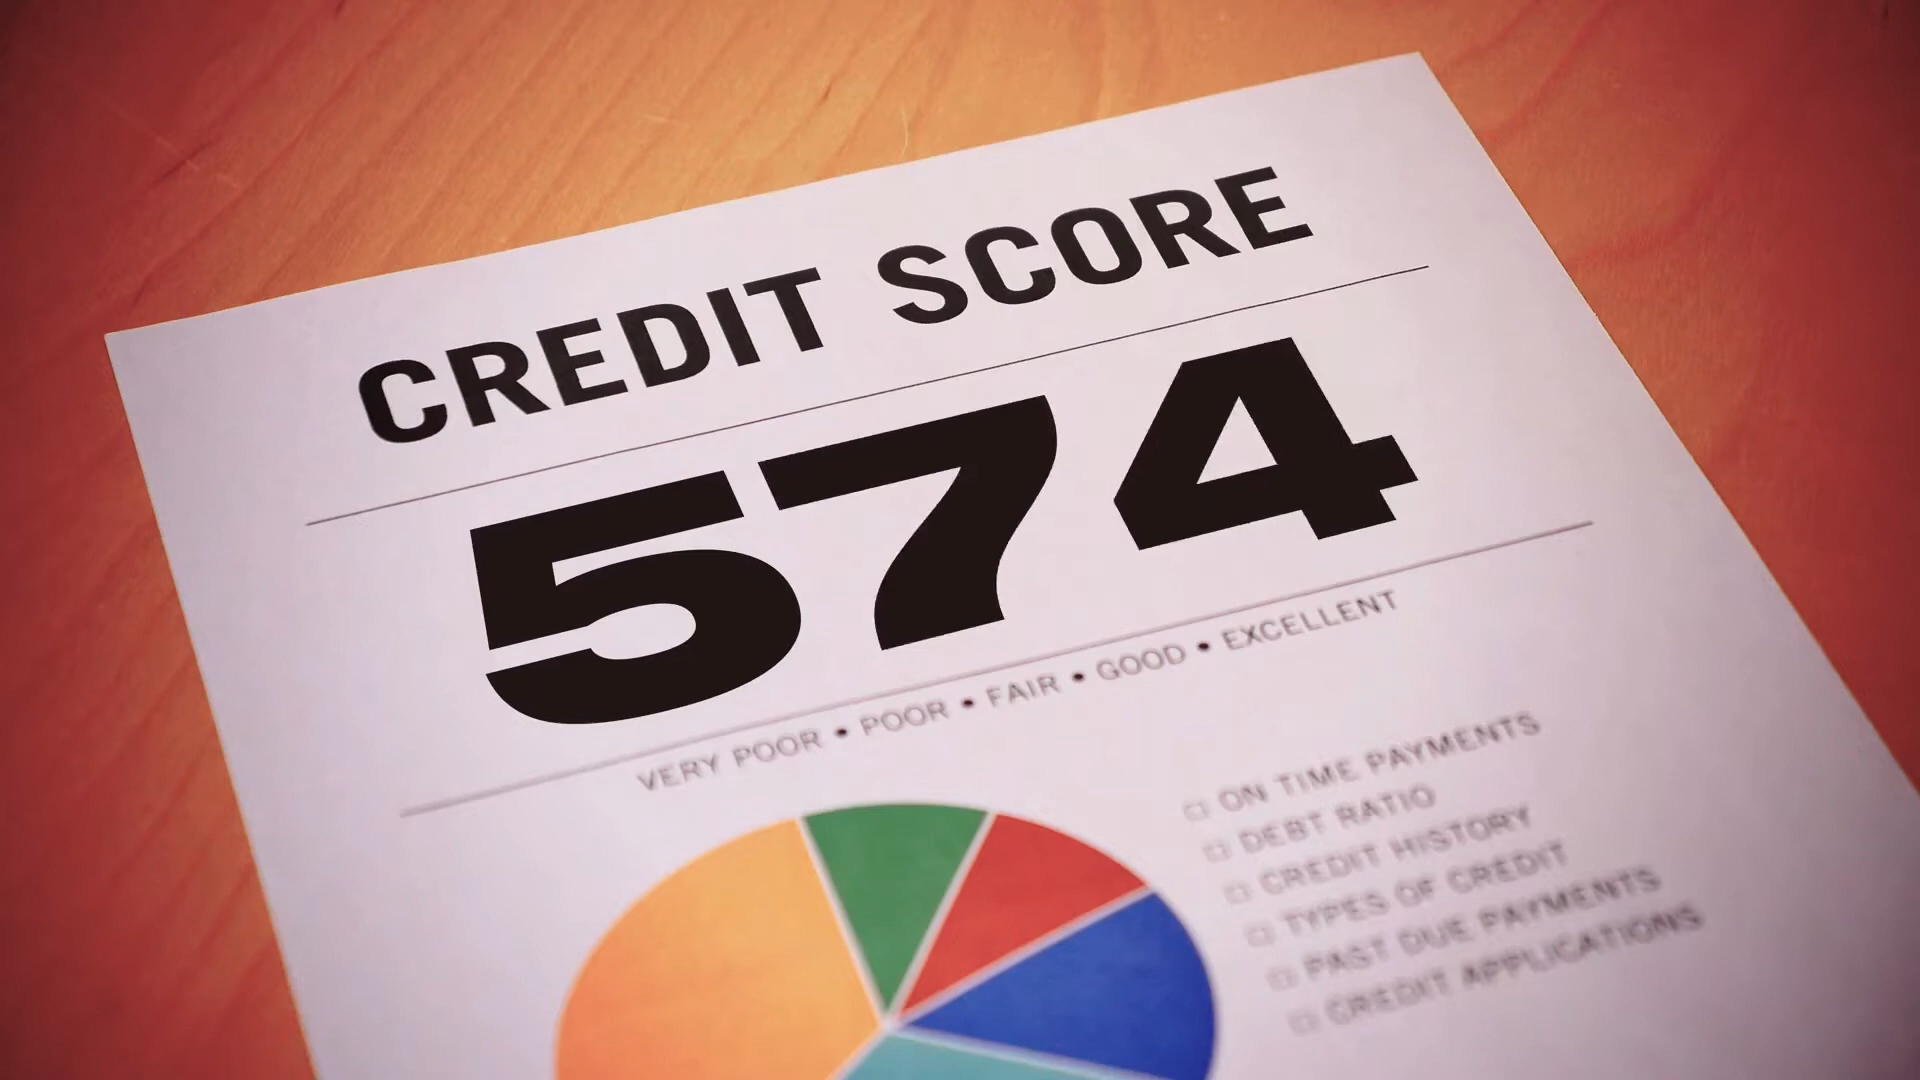 CREDIT SCORE
574
VERY POOR • POOR • FAIR • GOOD • EXCELLENT
ON TIME PAYMENTS
DEBT RATIO
CREDIT HISTORY
TYPES OF CREDIT
PAST DUE PAYMENTS
CREDIT APPLICATIONS